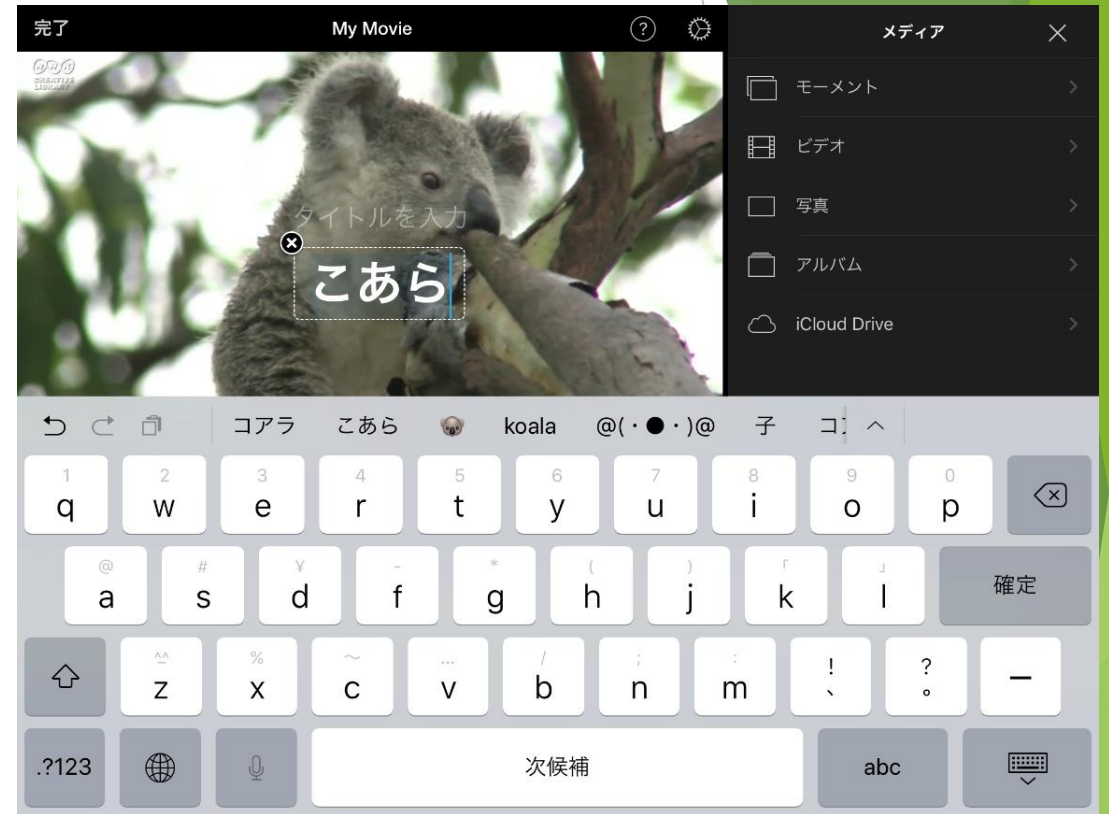 完了 My Movie ? メディア
NHK
CREATIVE
LIBRARY
モーメント
ビデオ
写真
タイトルを入力
アルバム
こあら
iCloud Drive
コアラ こあら 🐨 koala @(・●・)@ 子
1 2 3 4 5 6 7 8 9 0
q w e r t y u i o p
@ # ¥ - * ( ) 「 」
a s d f g h j k l 確定
^^ % 〜 … / ; : ! ?
z x c v b n m 、 。 ー
.?123 次候補 abc